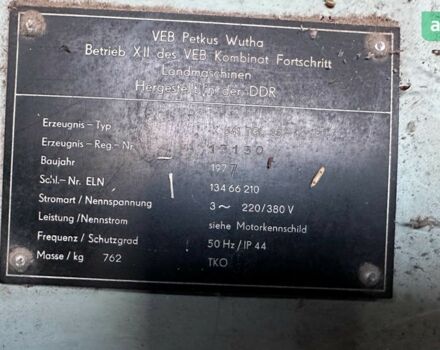 VEB Petkus Wutha
Betrieb XII des VEB Kombinat Fortschritt
Landmaschinen
Hergestellt in der DDR
Erzeugnis - Typ
Erzeugnis - Reg - Nr. 15130
Baujahr 1977
Schl.- Nr. ELN 134 66 210
Stromart / Nennspannung 3~ 220/380 V
Leistung /Nennstrom siehe Motorkennschild
Frequenz / Schutzgrad 50 Hz / IP 44
Masse / kg 762 TKO